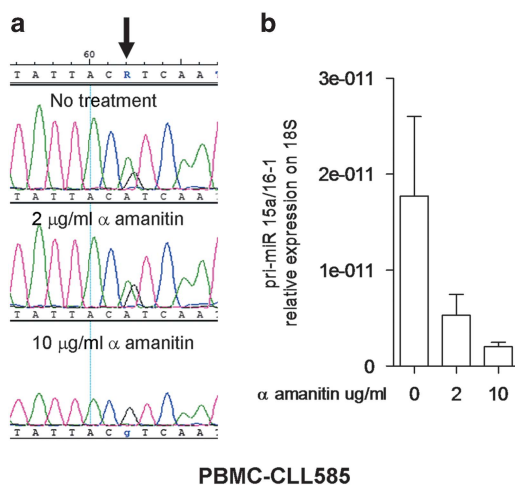 a
60
T A T T A C R T C A A T
No treatment
T A T T A C A T C A A T
2 µg/ml α amanitin
T A T T A C A T C A A T
10 µg/ml α amanitin
T A T T A C g T C A A T
b
pri-miR 15a/16-1
relative expression on 18S
3e-011
2e-011
1e-011
0
α amanitin ug/ml 0 2 10
PBMC-CLL585